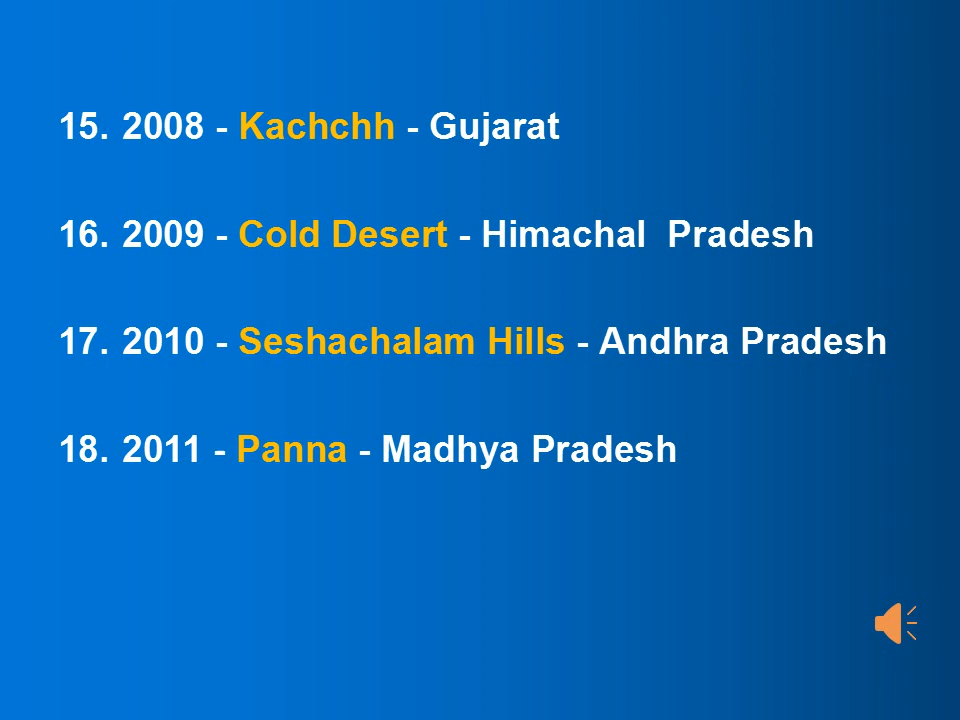 15. 2008 - Kachchh - Gujarat
16. 2009 - Cold Desert - Himachal  Pradesh
17. 2010 - Seshachalam Hills - Andhra Pradesh
18. 2011 - Panna - Madhya Pradesh